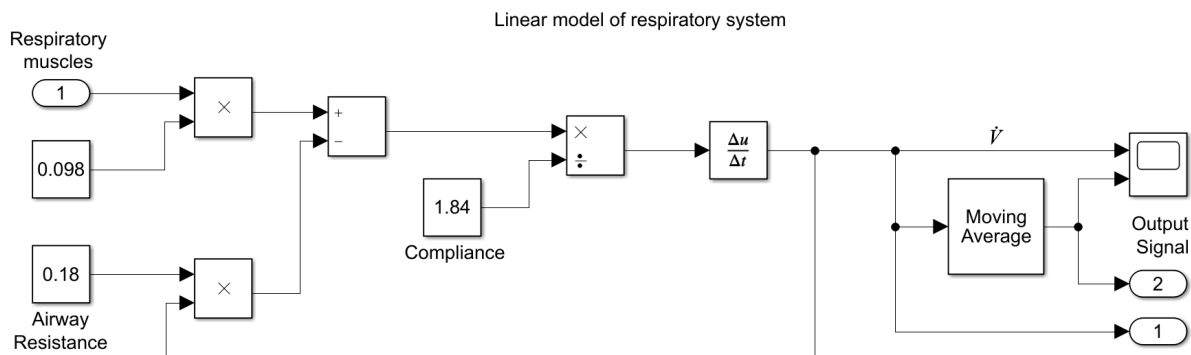 Linear model of respiratory system
Respiratory
muscles
1
×
+
−
0.098
×
÷
Δu
Δt
V̇
1.84
Compliance
Moving
Average
Output
Signal
0.18
×
Airway
Resistance
2
1